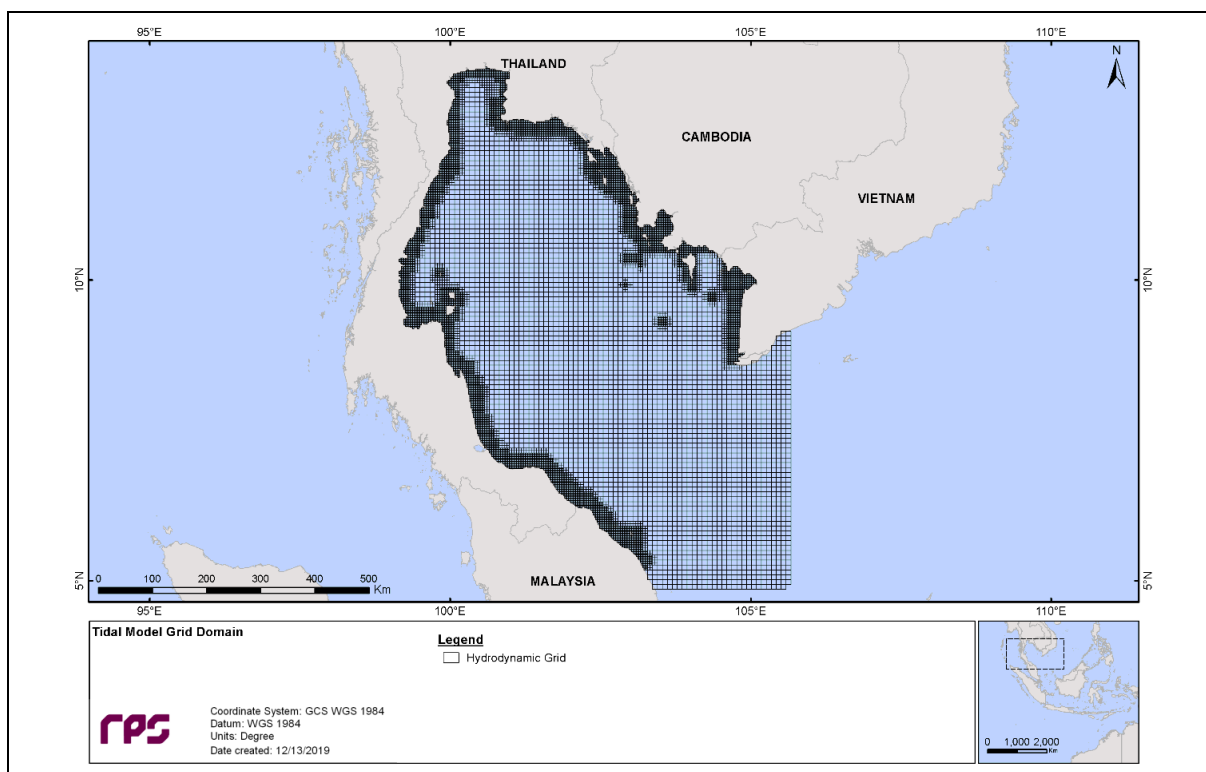 95°E 100°E 105°E 110°E
N
THAILAND
CAMBODIA
VIETNAM
10°N 10°N
5°N 5°N
MALAYSIA
0 100 200 300 400 500
Km
95°E 100°E 105°E 110°E
Tidal Model Grid Domain
Legend
Hydrodynamic Grid
rps
Coordinate System: GCS WGS 1984
Datum: WGS 1984
Units: Degree
Date created: 12/13/2019
0 1,000 2,000
Km